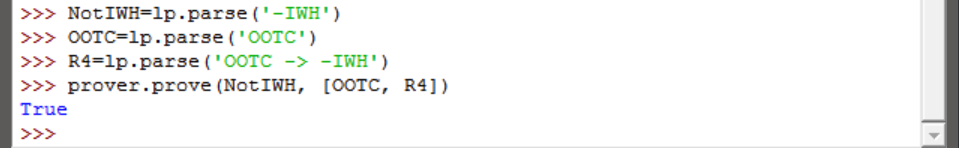 >>> NotIWH=lp.parse('-IWH')
>>> OOTC=lp.parse('OOTC')
>>> R4=lp.parse('OOTC -> -IWH')
>>> prover.prove(NotIWH, [OOTC, R4])
True
>>>